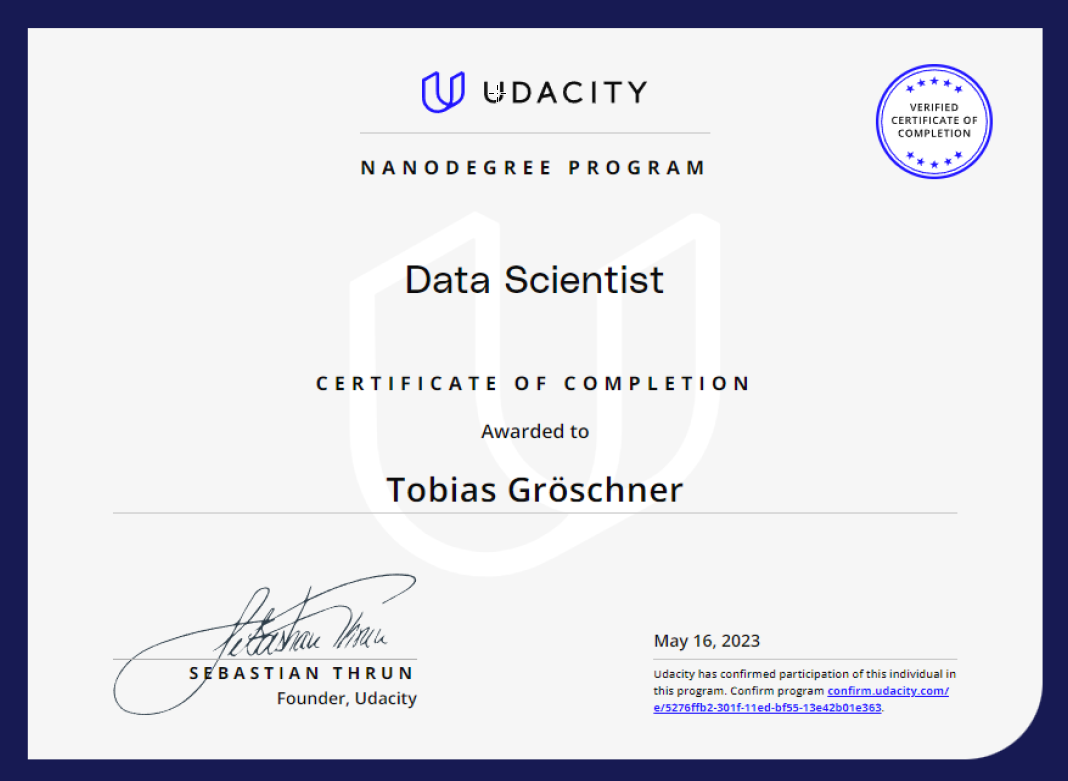 UDACITY
VERIFIED
CERTIFICATE OF
COMPLETION
NANODEGREE PROGRAM
Data Scientist
CERTIFICATE OF COMPLETION
Awarded to
Tobias Gröschner
Sebastian Thrun
SEBASTIAN THRUN
Founder, Udacity
May 16, 2023
Udacity has confirmed participation of this individual in
this program. Confirm program confirm.udacity.com/
e/5276ffb2-301f-11ed-bf55-13e42b01e363.